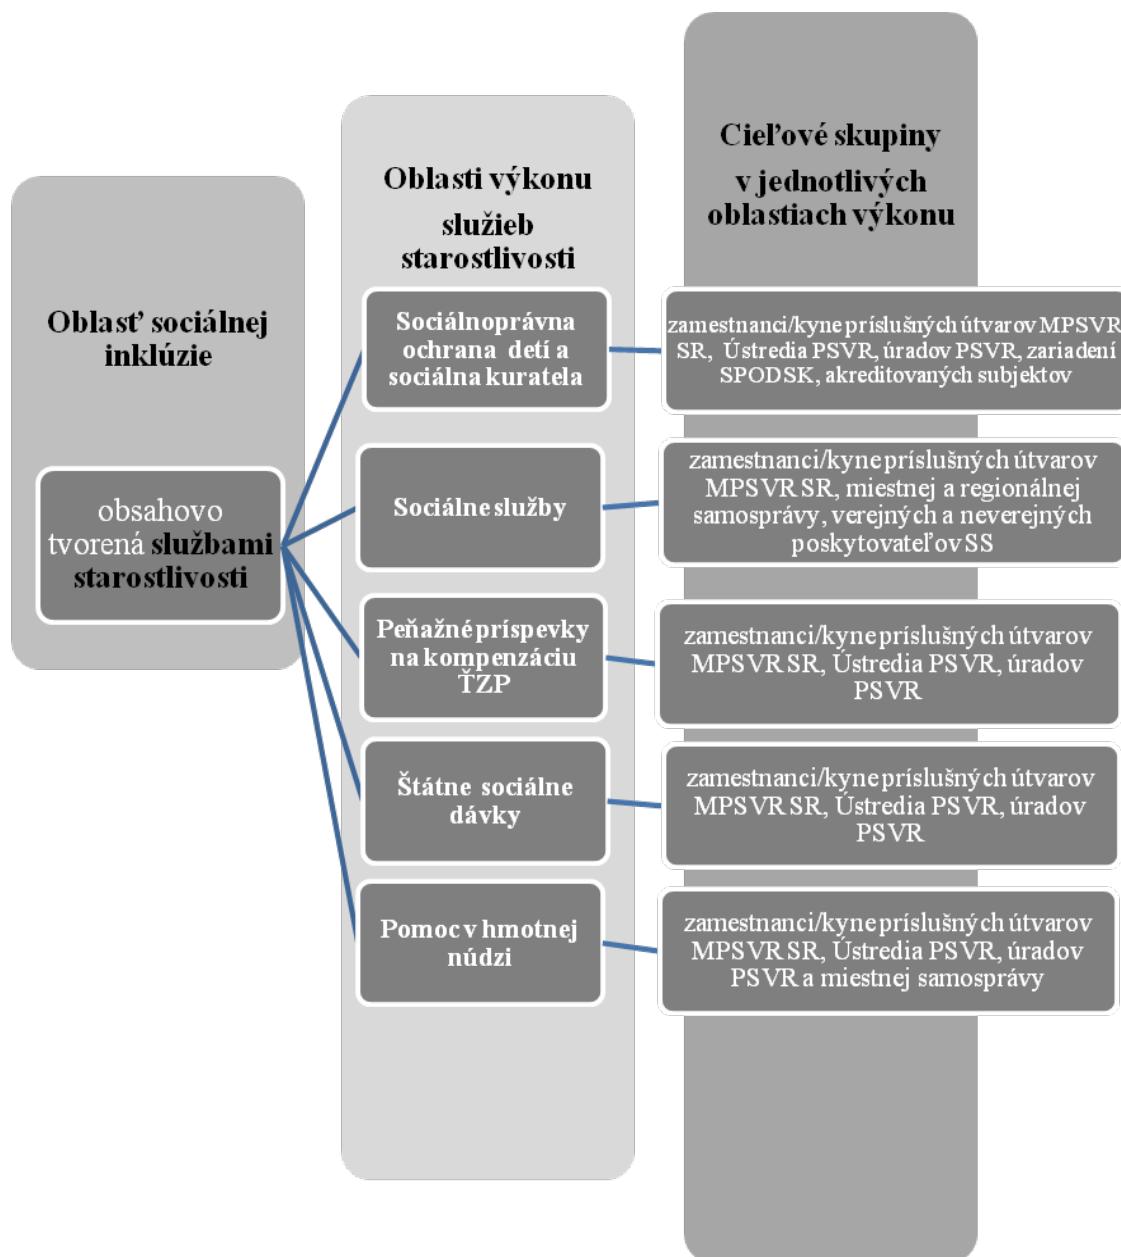 Oblasť sociálnej
inklúzie
obsahovo
tvorená službami
starostlivosti
Oblasti výkonu
služieb
starostlivosti
Sociálnoprávna
ochrana detí a
sociálna kuratela
Sociálne služby
Peňažné príspevky
na kompenzáciu
ŤZP
Štátne sociálne
dávky
Pomoc v hmotnej
núdzi
Cieľové skupiny
v jednotlivých
oblastiach výkonu
zamestnanci/kyne príslušných útvarov MPSVR
SR, Ústredia PSVR, úradov PSVR, zariadení
SPODSK, akreditovaných subjektov
zamestnanci/kyne príslušných útvarov
MPSVR SR, miestnej a regionálnej
samosprávy, verejných a neverejných
poskytovateľov SS
zamestnanci/kyne príslušných útvarov
MPSVR SR, Ústredia PSVR, úradov
PSVR
zamestnanci/kyne príslušných útvarov
MPSVR SR, Ústredia PSVR, úradov
PSVR
zamestnanci/kyne príslušných útvarov
MPSVR SR, Ústredia PSVR, úradov
PSVR a miestnej samosprávy